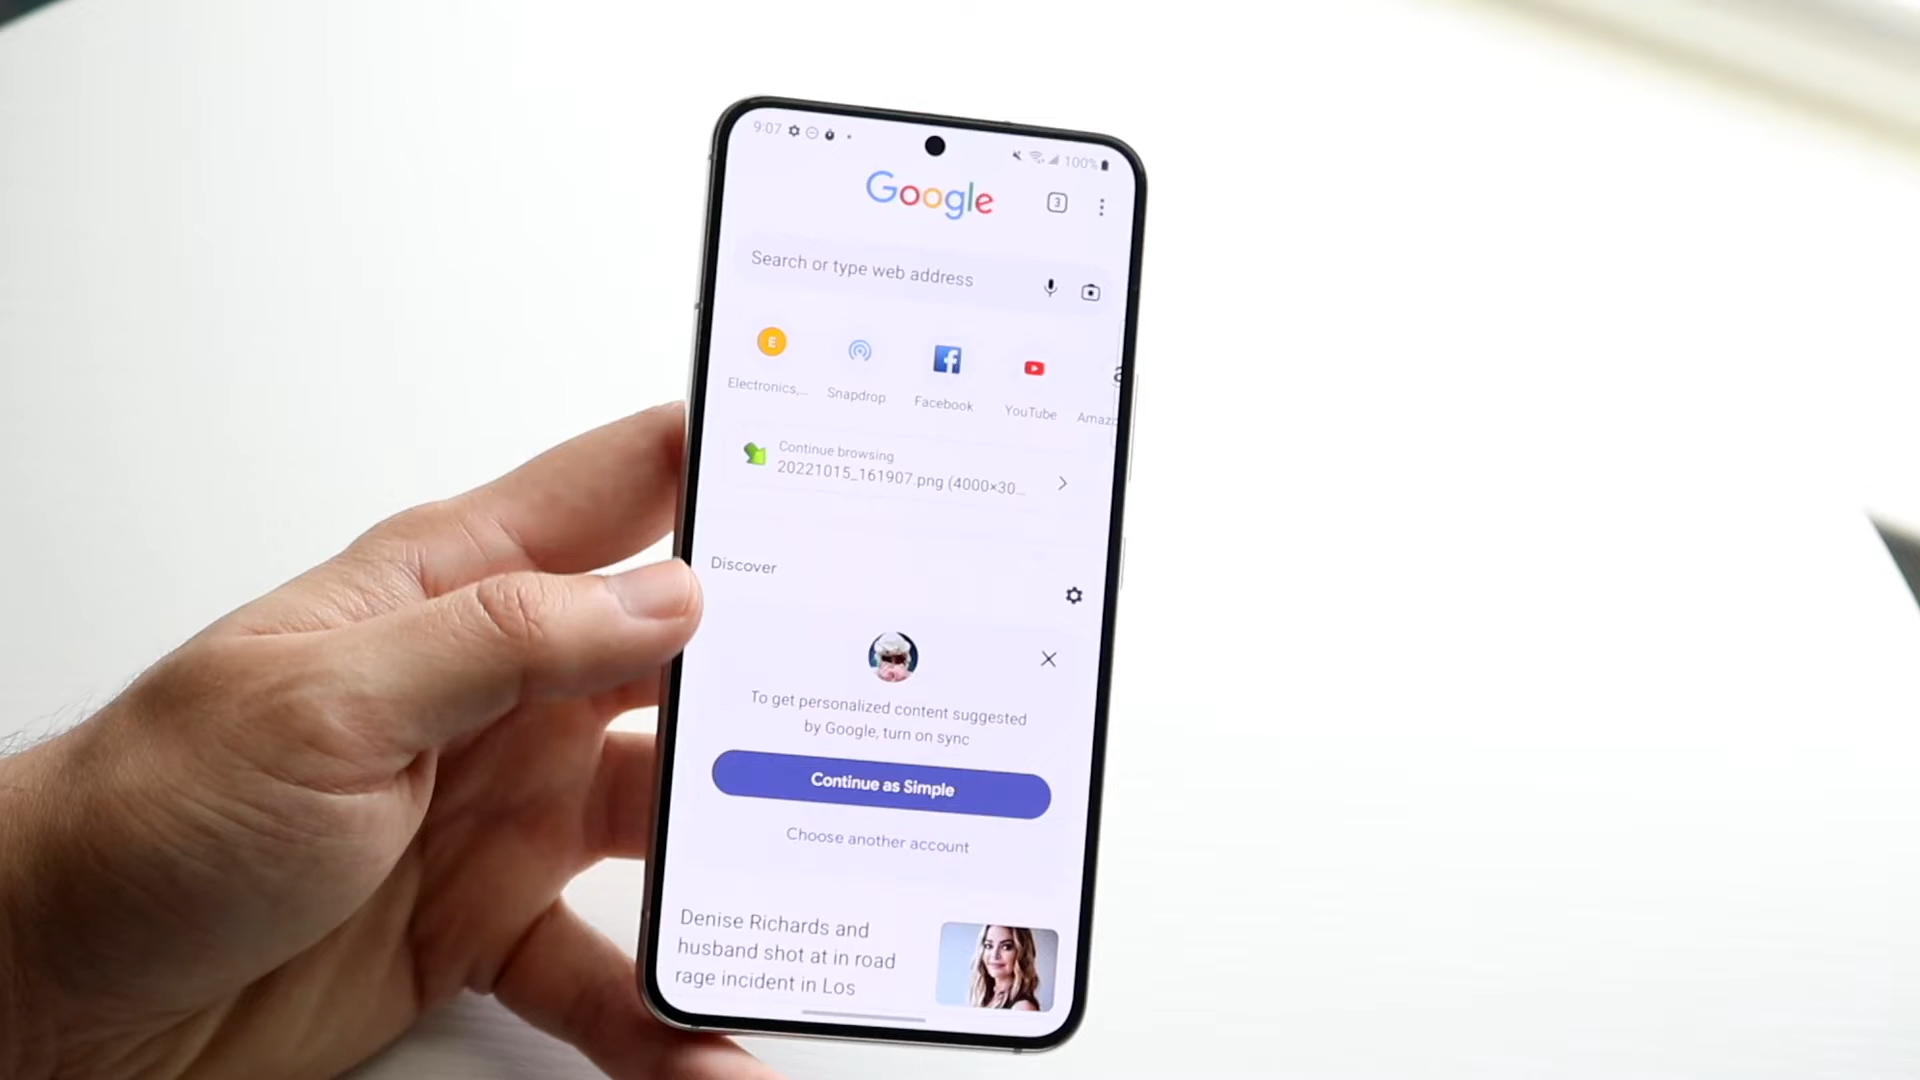 9:07
100%
Google
3
Search or type web address
E
Electronics,...
Snapdrop
Facebook
YouTube
a
Amazo
Continue browsing
20221015_161907.png (4000×30...
Discover
To get personalized content suggested
by Google, turn on sync
Continue as Simple
Choose another account
Denise Richards and
husband shot at in road
rage incident in Los